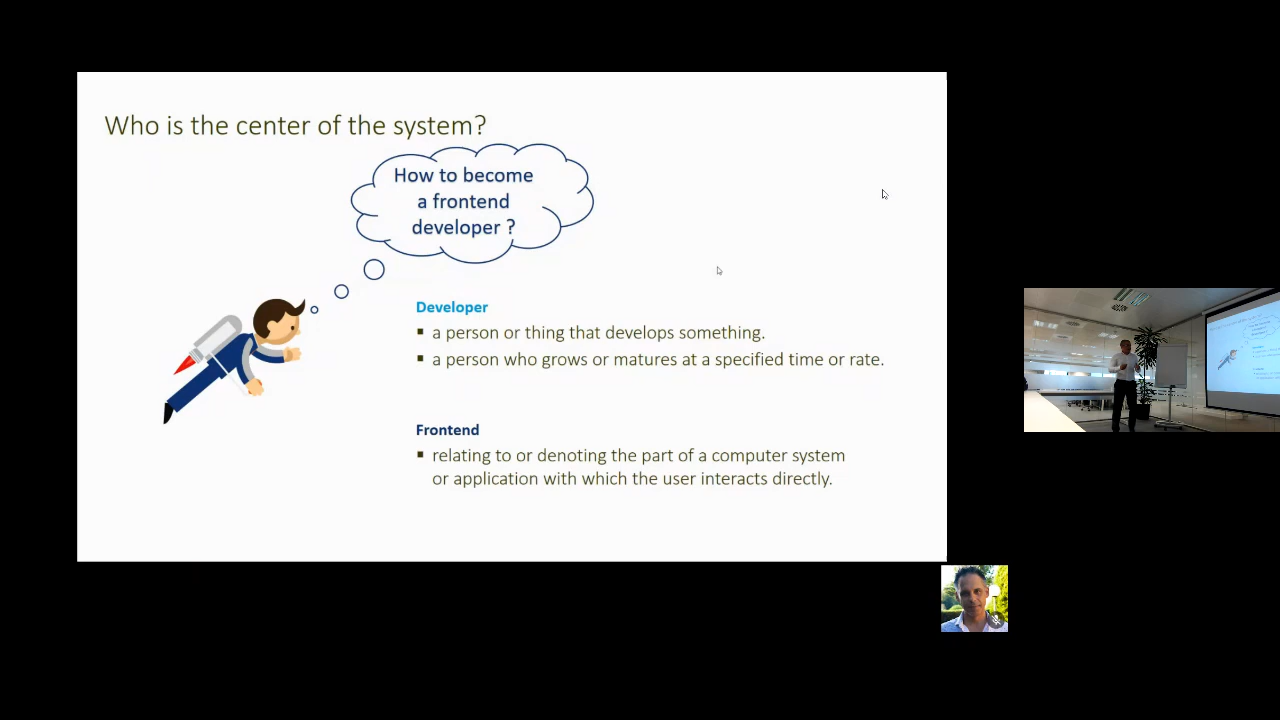 Who is the center of the system?
How to become
a frontend
developer ?
Developer
▪ a person or thing that develops something.
▪ a person who grows or matures at a specified time or rate.
Frontend
▪ relating to or denoting the part of a computer system
or application with which the user interacts directly.